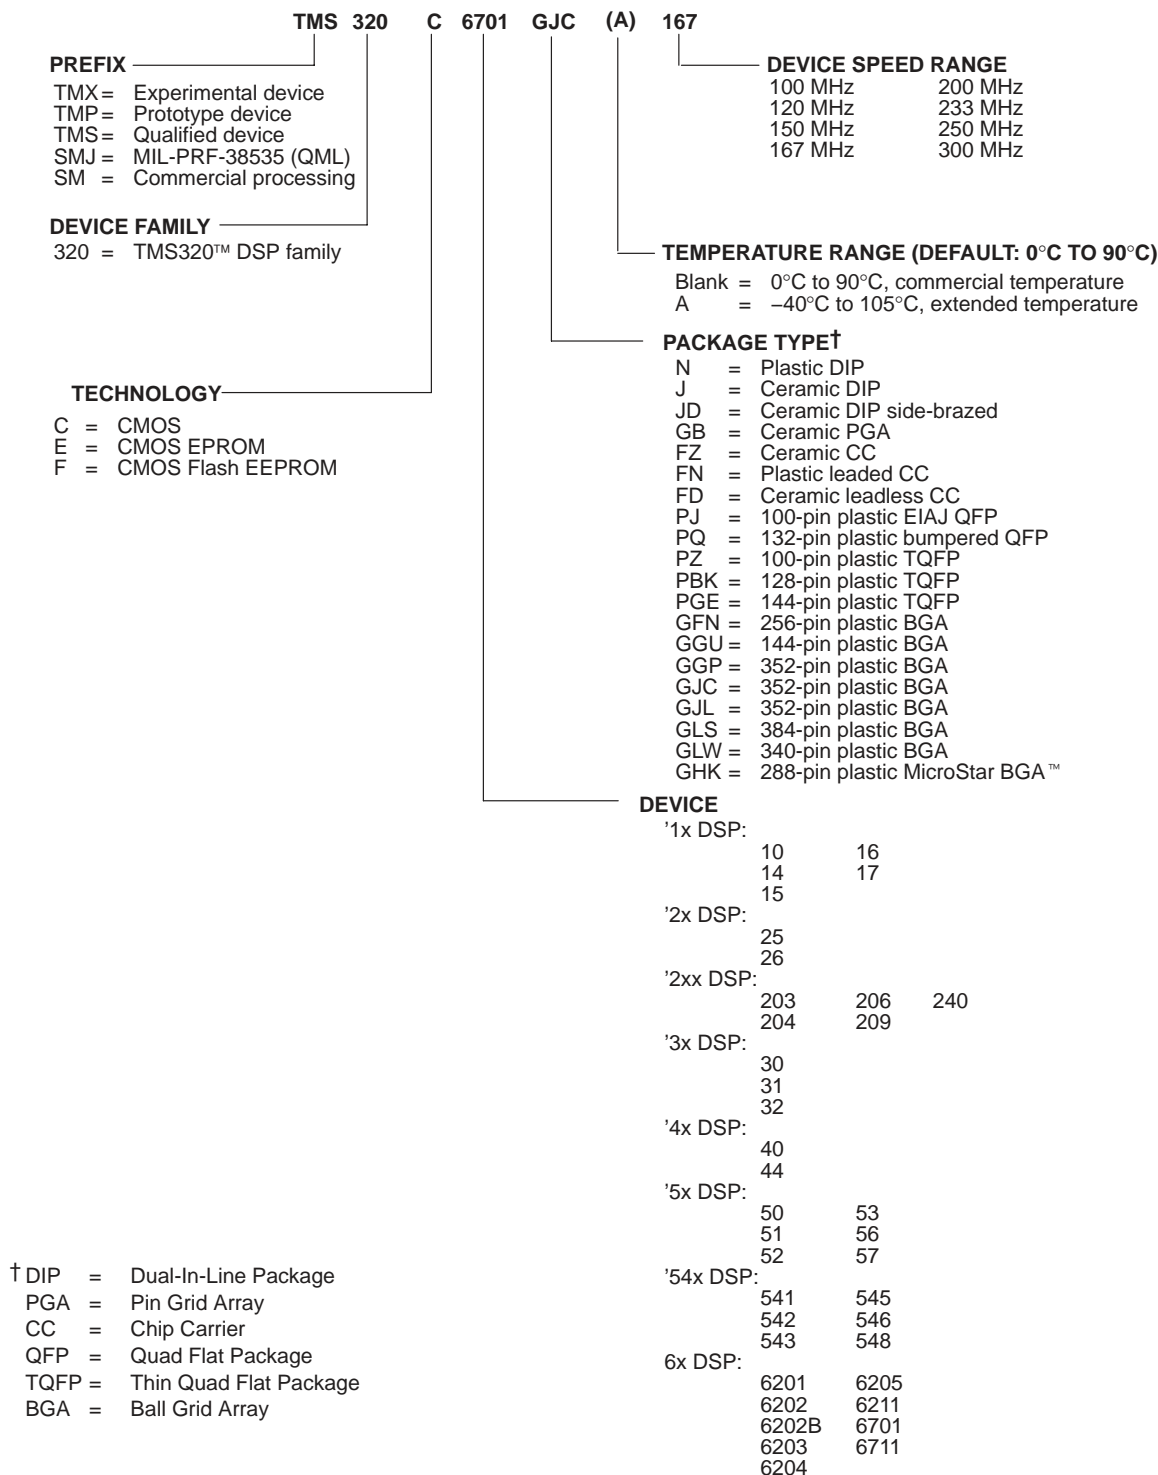 TMS 320 C 6701 GJC (A) 167
PREFIX
TMX = Experimental device
TMP = Prototype device
TMS = Qualified device
SMJ = MIL-PRF-38535 (QML)
SM = Commercial processing
DEVICE SPEED RANGE
100 MHz 200 MHz
120 MHz 233 MHz
150 MHz 250 MHz
167 MHz 300 MHz
DEVICE FAMILY
320 = TMS320™ DSP family
TEMPERATURE RANGE (DEFAULT: 0°C TO 90°C)
Blank = 0°C to 90°C, commercial temperature
A = –40°C to 105°C, extended temperature
PACKAGE TYPE†
N = Plastic DIP
J = Ceramic DIP
JD = Ceramic DIP side-brazed
GB = Ceramic PGA
FZ = Ceramic CC
FN = Plastic leaded CC
FD = Ceramic leadless CC
PJ = 100-pin plastic EIAJ QFP
PQ = 132-pin plastic bumpered QFP
PZ = 100-pin plastic TQFP
PBK = 128-pin plastic TQFP
PGE = 144-pin plastic TQFP
GFN = 256-pin plastic BGA
GGU = 144-pin plastic BGA
GGP = 352-pin plastic BGA
GJC = 352-pin plastic BGA
GJL = 352-pin plastic BGA
GLS = 384-pin plastic BGA
GLW = 340-pin plastic BGA
GHK = 288-pin plastic MicroStar BGA™
TECHNOLOGY
C = CMOS
E = CMOS EPROM
F = CMOS Flash EEPROM
DEVICE
’1x DSP:
10 16
14 17
15
’2x DSP:
25
26
’2xx DSP:
203 206 240
204 209
’3x DSP:
30
31
32
’4x DSP:
40
44
’5x DSP:
50 53
51 56
52 57
’54x DSP:
541 545
542 546
543 548
6x DSP:
6201 6205
6202 6211
6202B 6701
6203 6711
6204
† DIP = Dual-In-Line Package
PGA = Pin Grid Array
CC = Chip Carrier
QFP = Quad Flat Package
TQFP = Thin Quad Flat Package
BGA = Ball Grid Array